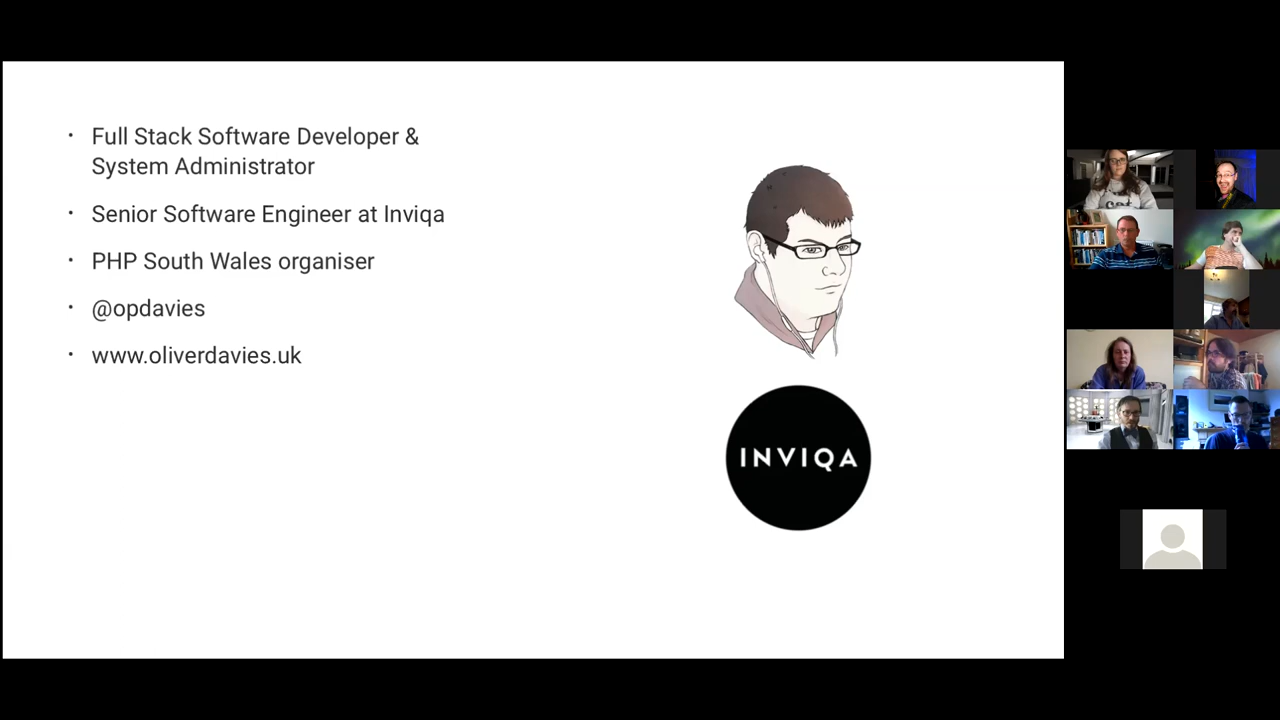 Full Stack Software Developer &
System Administrator
Senior Software Engineer at Inviqa
PHP South Wales organiser
@opdavies
www.oliverdavies.uk
INVIQA